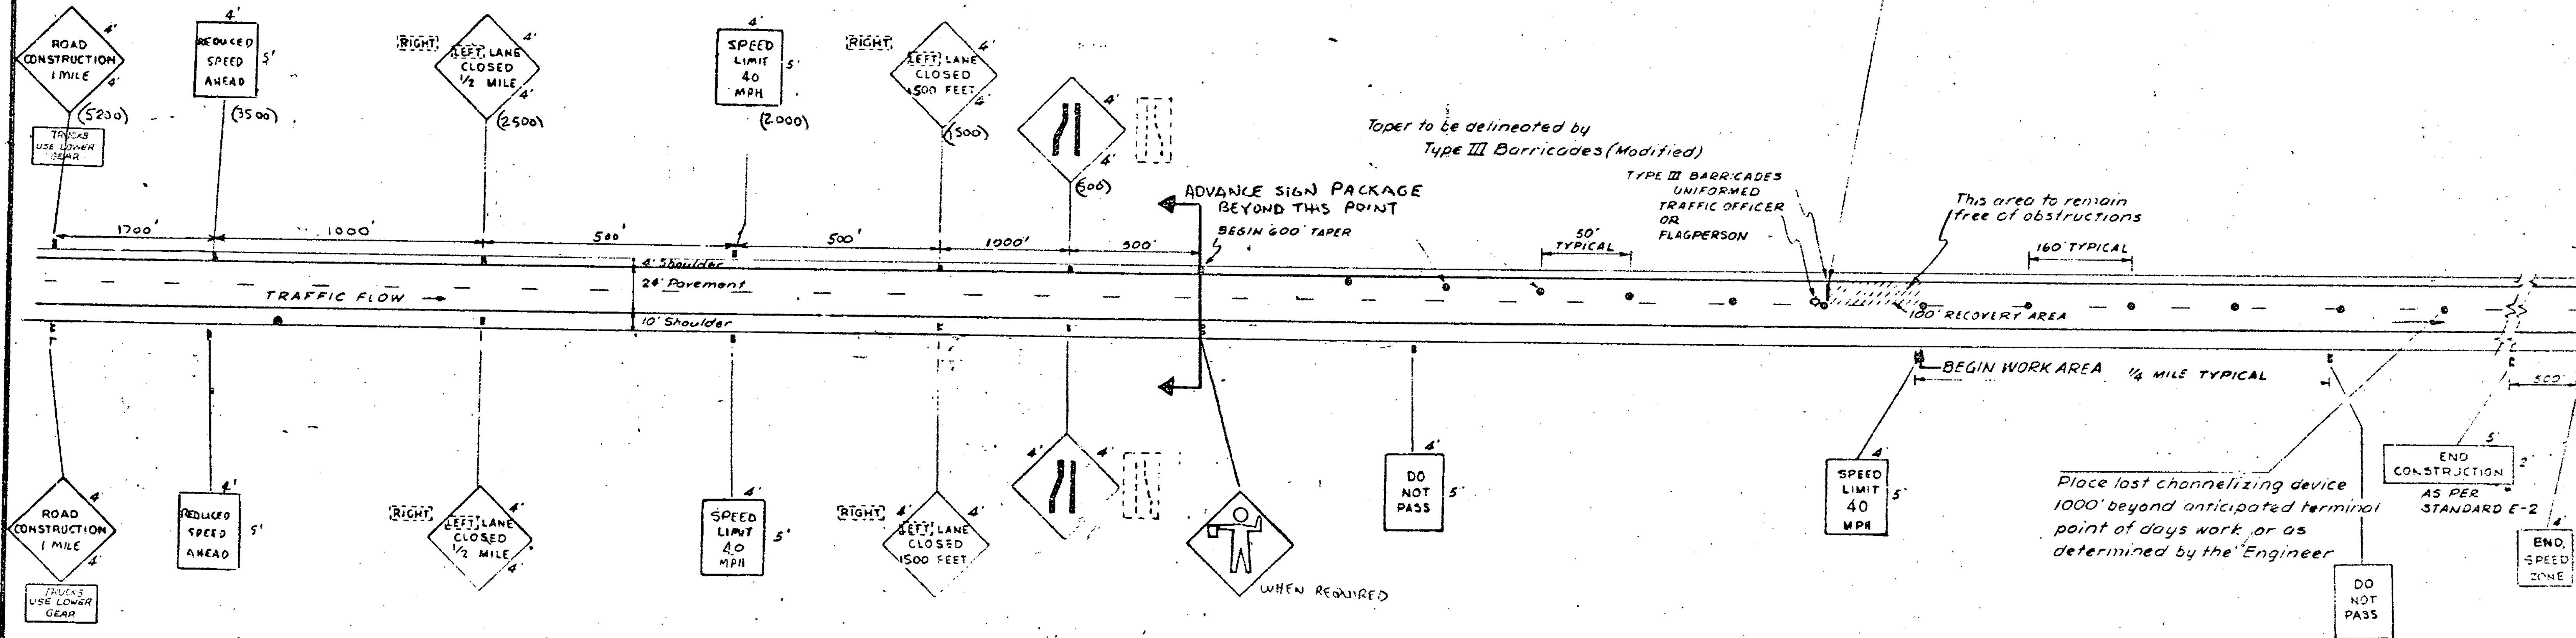 ROAD
CONSTRUCTION
1 MILE
4'
4'
(5200)
TRUCKS
USE LOWER
GEAR
4'
REDUCED
SPEED
AHEAD
5'
(3500)
RIGHT
LEFT LANE
CLOSED
1/2 MILE
4'
4'
(2500)
4'
SPEED
LIMIT
40
MPH
5'
(2000)
RIGHT
LEFT LANE
CLOSED
1500 FEET
4'
4'
(1500)
4'
4'
(500)
ADVANCE SIGN PACKAGE
BEYOND THIS POINT
BEGIN 600' TAPER
Taper to be delineated by
Type III Barricades (Modified)
TYPE III BARRICADES
UNIFORMED
TRAFFIC OFFICER
OR
FLAGPERSON
This area to remain
free of obstructions
50'
TYPICAL
160' TYPICAL
1700'
1000'
500'
500'
1000'
500'
4' Shoulder
24' Pavement
TRAFFIC FLOW
10' Shoulder
100' RECOVERY AREA
BEGIN WORK AREA
1/4 MILE TYPICAL
500'
ROAD
CONSTRUCTION
1 MILE
4'
4'
TRUCKS
USE LOWER
GEAR
4'
REDUCED
SPEED
AHEAD
5'
RIGHT
LEFT LANE
CLOSED
1/2 MILE
4'
4'
4'
SPEED
LIMIT
40
MPH
5'
RIGHT
LEFT LANE
CLOSED
1500 FEET
4'
4'
4'
4'
WHEN REQUIRED
4'
DO
NOT
PASS
5'
4'
SPEED
LIMIT
40
MPH
5'
Place last channelizing device
1000' beyond anticipated terminal
point of days work or as
determined by the Engineer
DO
NOT
PASS
5'
END
CONSTRUCTION
2'
AS PER
STANDARD E-2
4'
END
SPEED
ZONE